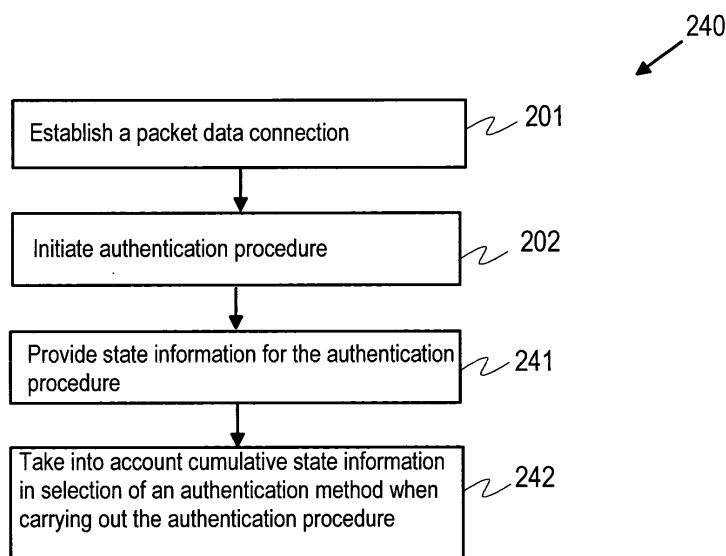 240
Establish a packet data connection
201
Initiate authentication procedure
202
Provide state information for the authentication
procedure
241
Take into account cumulative state information
in selection of an authentication method when
carrying out the authentication procedure
242